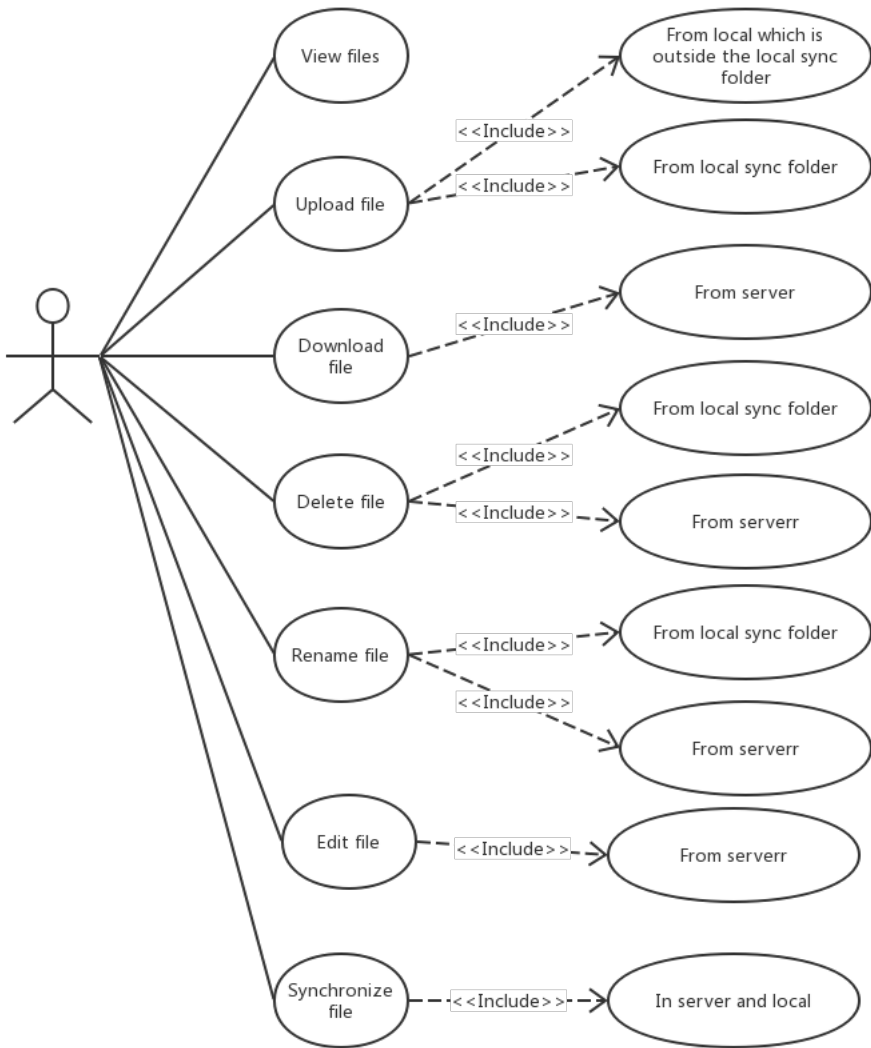 View files
From local which is
outside the local sync
folder
<<Include>>
<<Include>>
From local sync folder
Upload file
From server
<<Include>>
Download
file
From local sync folder
<<Include>>
Delete file
<<Include>>
From serverr
From local sync folder
<<Include>>
Rename file
<<Include>>
From serverr
Edit file
<<Include>>
From serverr
Synchronize
file
<<Include>>
In server and local